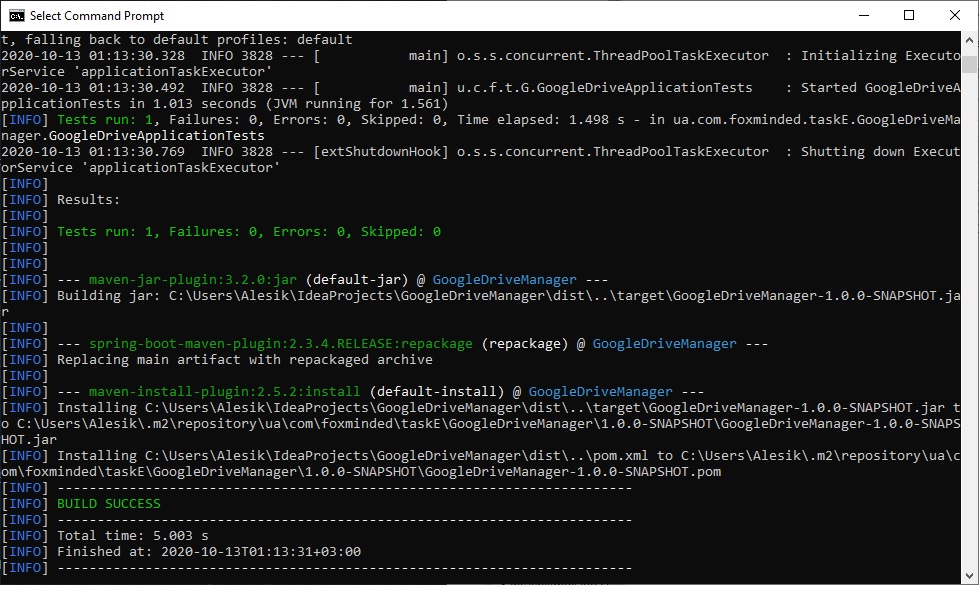 Select Command Prompt
t, falling back to default profiles: default
2020-10-13 01:13:30.328  INFO 3828 --- [           main] o.s.s.concurrent.ThreadPoolTaskExecutor  : Initializing Executo
rService 'applicationTaskExecutor'
2020-10-13 01:13:30.492  INFO 3828 --- [           main] u.c.f.t.G.GoogleDriveApplicationTests    : Started GoogleDriveA
pplicationTests in 1.013 seconds (JVM running for 1.561)
[INFO] Tests run: 1, Failures: 0, Errors: 0, Skipped: 0, Time elapsed: 1.498 s - in ua.com.foxminded.taskE.GoogleDriveMa
nager.GoogleDriveApplicationTests
2020-10-13 01:13:30.769  INFO 3828 --- [extShutdownHook] o.s.s.concurrent.ThreadPoolTaskExecutor  : Shutting down Execut
orService 'applicationTaskExecutor'
[INFO]
[INFO] Results:
[INFO]
[INFO] Tests run: 1, Failures: 0, Errors: 0, Skipped: 0
[INFO]
[INFO]
[INFO] --- maven-jar-plugin:3.2.0:jar (default-jar) @ GoogleDriveManager ---
[INFO] Building jar: C:\Users\Alesik\IdeaProjects\GoogleDriveManager\dist\..\target\GoogleDriveManager-1.0.0-SNAPSHOT.ja
r
[INFO]
[INFO] --- spring-boot-maven-plugin:2.3.4.RELEASE:repackage (repackage) @ GoogleDriveManager ---
[INFO] Replacing main artifact with repackaged archive
[INFO]
[INFO] --- maven-install-plugin:2.5.2:install (default-install) @ GoogleDriveManager ---
[INFO] Installing C:\Users\Alesik\IdeaProjects\GoogleDriveManager\dist\..\target\GoogleDriveManager-1.0.0-SNAPSHOT.jar t
o C:\Users\Alesik\.m2\repository\ua\com\foxminded\taskE\GoogleDriveManager\1.0.0-SNAPSHOT\GoogleDriveManager-1.0.0-SNAPS
HOT.jar
[INFO] Installing C:\Users\Alesik\IdeaProjects\GoogleDriveManager\dist\..\pom.xml to C:\Users\Alesik\.m2\repository\ua\c
om\foxminded\taskE\GoogleDriveManager\1.0.0-SNAPSHOT\GoogleDriveManager-1.0.0-SNAPSHOT.pom
[INFO] ------------------------------------------------------------------------
[INFO] BUILD SUCCESS
[INFO] ------------------------------------------------------------------------
[INFO] Total time: 5.003 s
[INFO] Finished at: 2020-10-13T01:13:31+03:00
[INFO] ------------------------------------------------------------------------